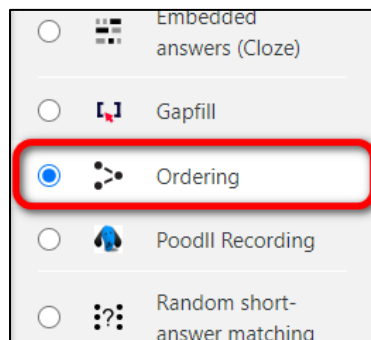 Embedded
answers (Cloze)
Gapfill
Ordering
Poodll Recording
Random short-
answer matching